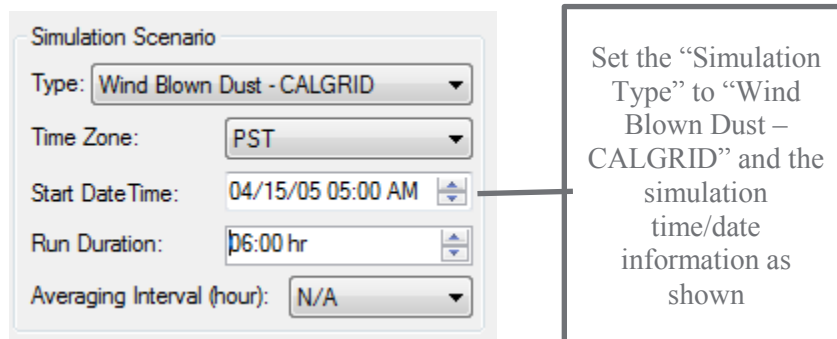 Simulation Scenario
Type: Wind Blown Dust - CALGRID
Time Zone: PST
Start DateTime: 04/15/05 05:00 AM
Run Duration: 06:00 hr
Averaging Interval (hour): N/A
Set the “Simulation
Type” to “Wind
Blown Dust –
CALGRID” and the
simulation
time/date
information as
shown